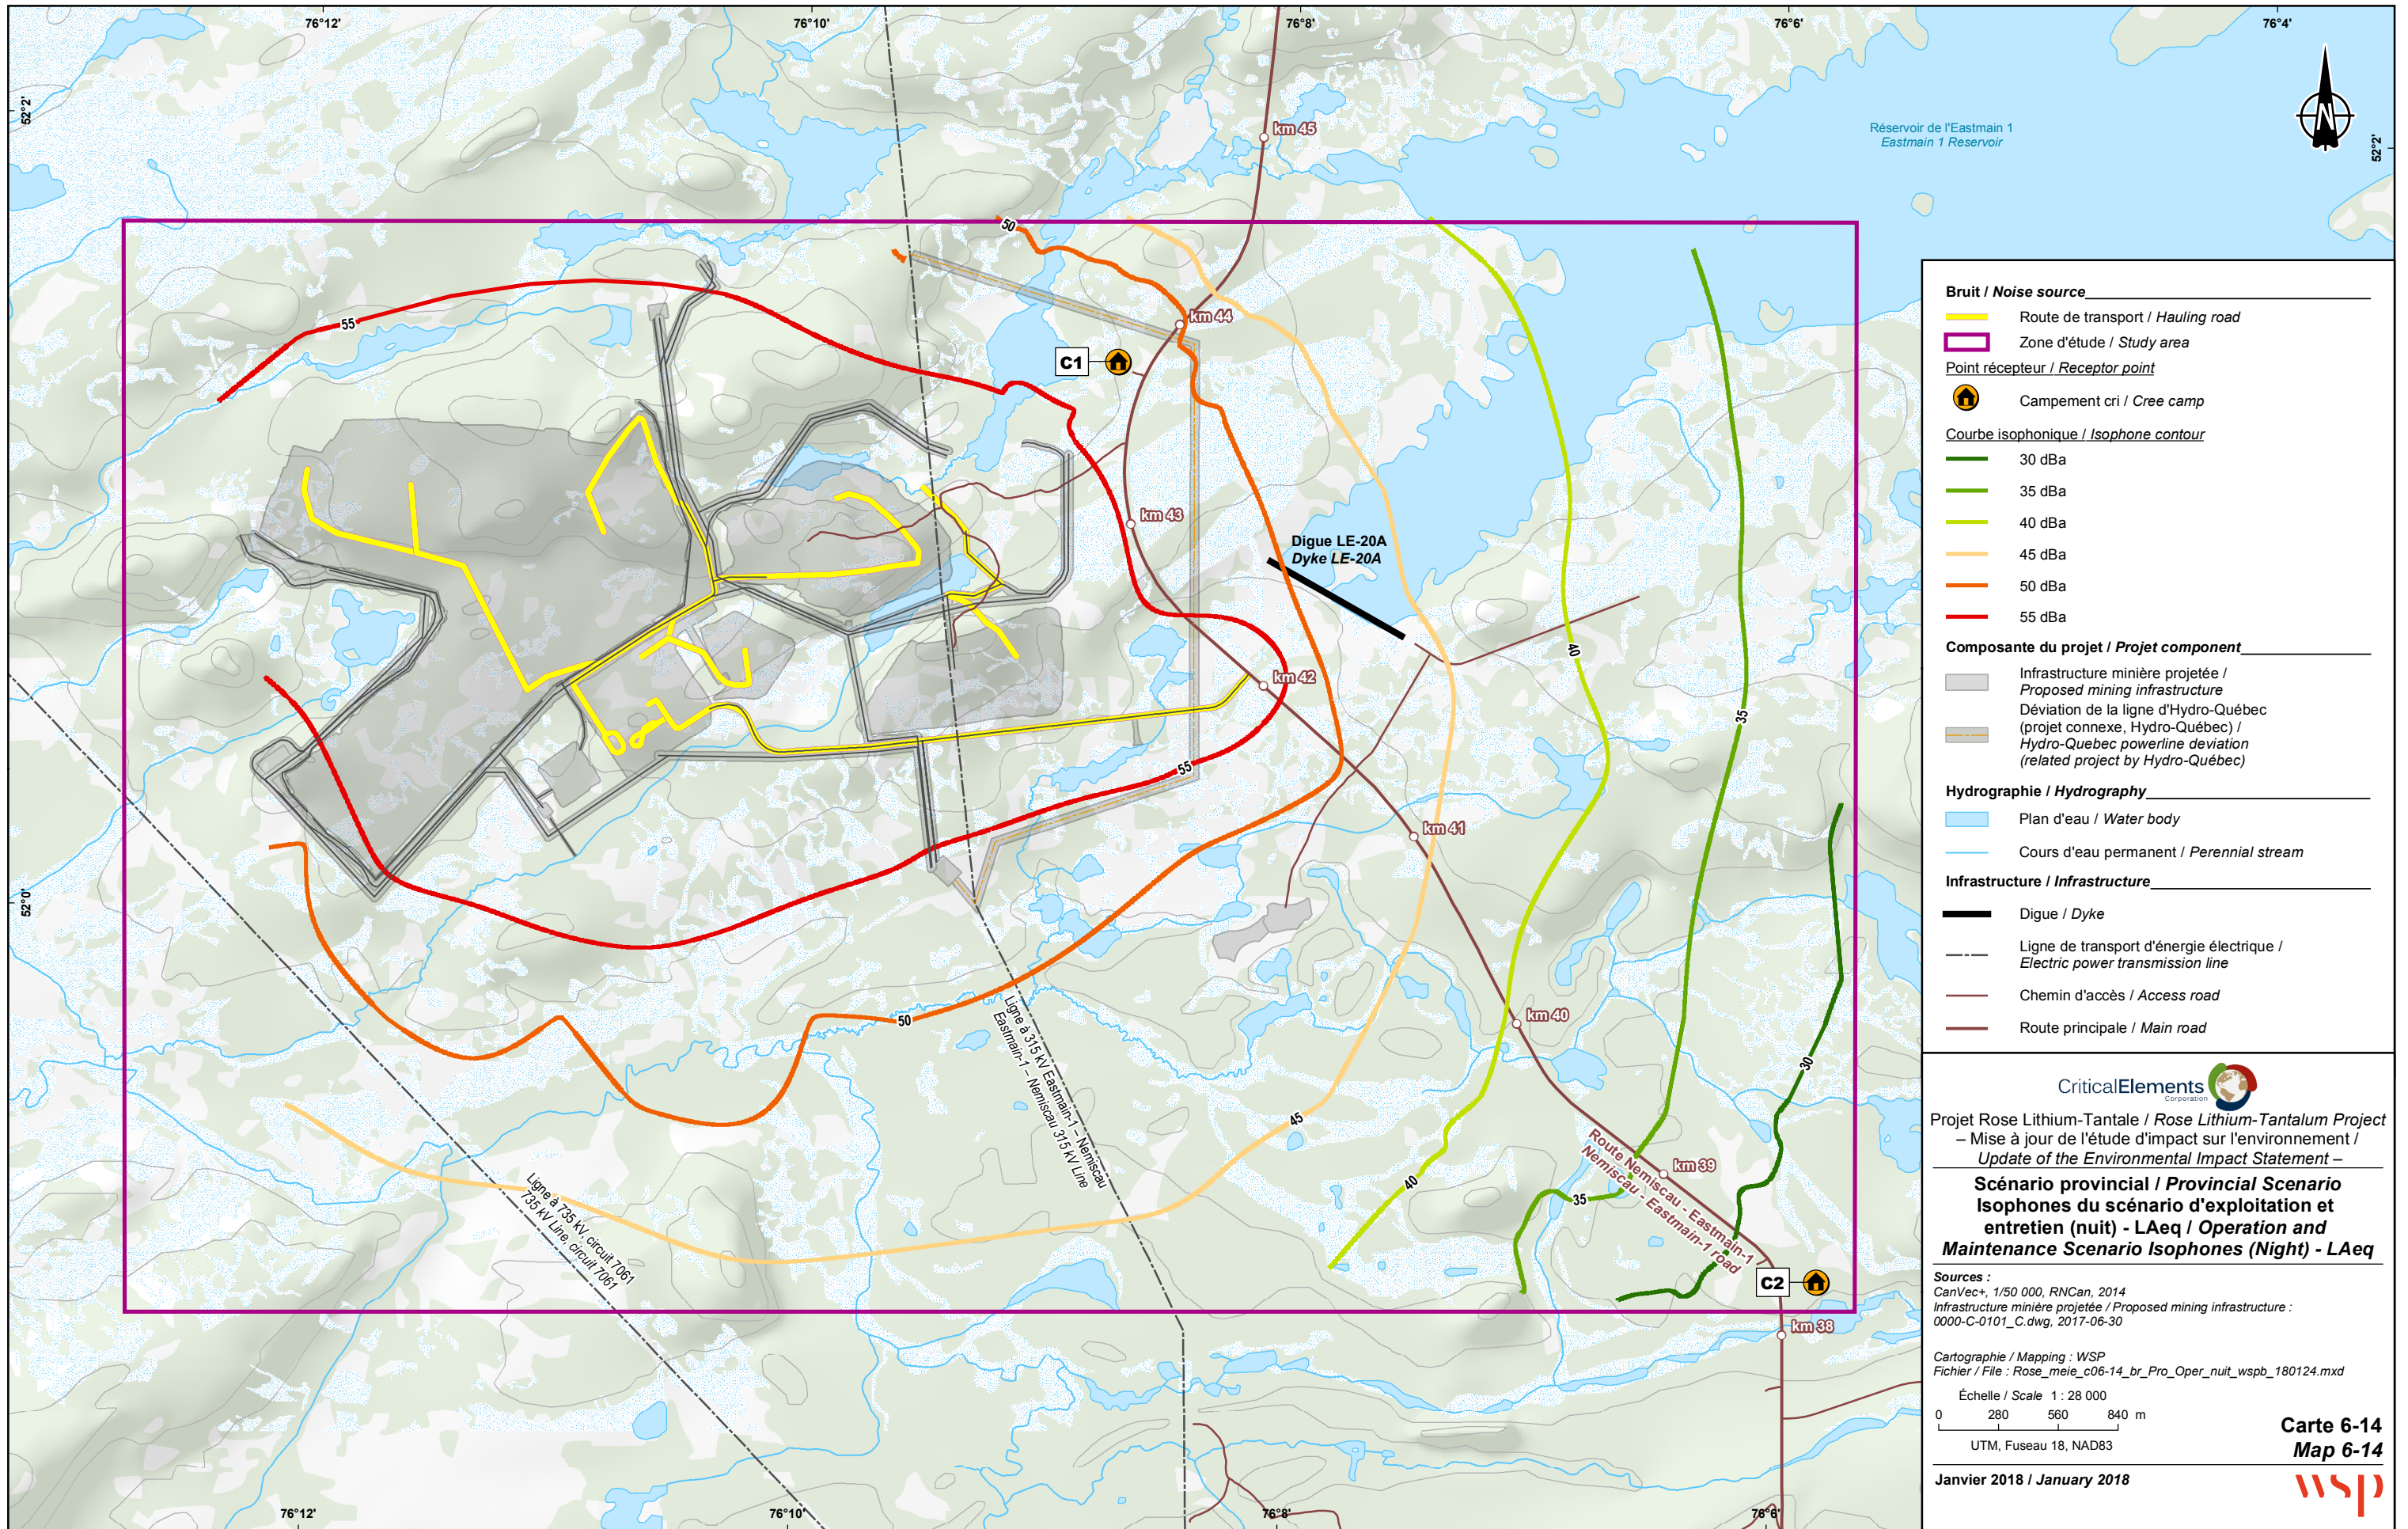 76°12'
76°10'
76°8'
76°6'
76°4'
52°2'
52°2'
52°0'
Réservoir de l'Eastmain 1
Eastmain 1 Reservoir
km 45
50
km 44
C1
55
km 43
Digue LE-20A
Dyke LE-20A
40
km 42
35
55
km 41
km 40
50
30
45
Ligne à 315 kV Eastmain-1 – Nemiscau
Eastmain-1 – Nemiscau 315 kV Line
Ligne à 735 kV, circuit 7061
735 kV Line, circuit 7061
km 39
40
35
Route Nemiscau - Eastmain-1
Nemiscau - Eastmain-1 road
C2
km 38
76°12'
76°10'
76°8'
76°6'
N
Bruit / Noise source
Route de transport / Hauling road
Zone d'étude / Study area
Point récepteur / Receptor point
Campement cri / Cree camp
Courbe isophonique / Isophone contour
30 dBa
35 dBa
40 dBa
45 dBa
50 dBa
55 dBa
Composante du projet / Projet component
Infrastructure minière projetée /
Proposed mining infrastructure
Déviation de la ligne d'Hydro-Québec
(projet connexe, Hydro-Québec) /
Hydro-Quebec powerline deviation
(related project by Hydro-Québec)
Hydrographie / Hydrography
Plan d'eau / Water body
Cours d'eau permanent / Perennial stream
Infrastructure / Infrastructure
Digue / Dyke
Ligne de transport d'énergie électrique /
Electric power transmission line
Chemin d'accès / Access road
Route principale / Main road
CriticalElements
Corporation
Projet Rose Lithium-Tantale / Rose Lithium-Tantalum Project
– Mise à jour de l'étude d'impact sur l'environnement /
Update of the Environmental Impact Statement –
Scénario provincial / Provincial Scenario
Isophones du scénario d'exploitation et
entretien (nuit) - LAeq / Operation and
Maintenance Scenario Isophones (Night) - LAeq
Sources :
CanVec+, 1/50 000, RNCan, 2014
Infrastructure minière projetée / Proposed mining infrastructure :
0000-C-0101_C.dwg, 2017-06-30
Cartographie / Mapping : WSP
Fichier / File : Rose_meie_c06-14_br_Pro_Oper_nuit_wspb_180124.mxd
Échelle / Scale 1 : 28 000
0 280 560 840 m
UTM, Fuseau 18, NAD83
Carte 6-14
Map 6-14
Janvier 2018 / January 2018
wsp